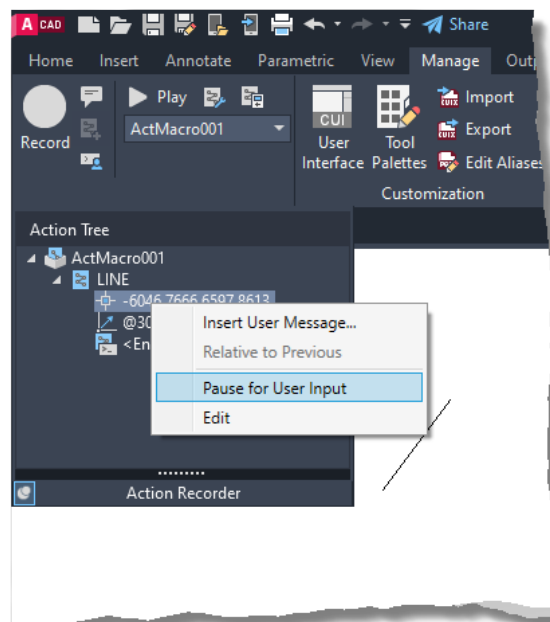 A CAD Share
Home Insert Annotate Parametric View Manage Outp
Play
ActMacro001
Record
CUI
User Interface
Tool Palettes
Import
Export
Edit Aliases
Customization
Action Tree
ActMacro001
LINE
-6046.7666,6597.8613
@30
<En
Insert User Message...
Relative to Previous
Pause for User Input
Edit
Action Recorder